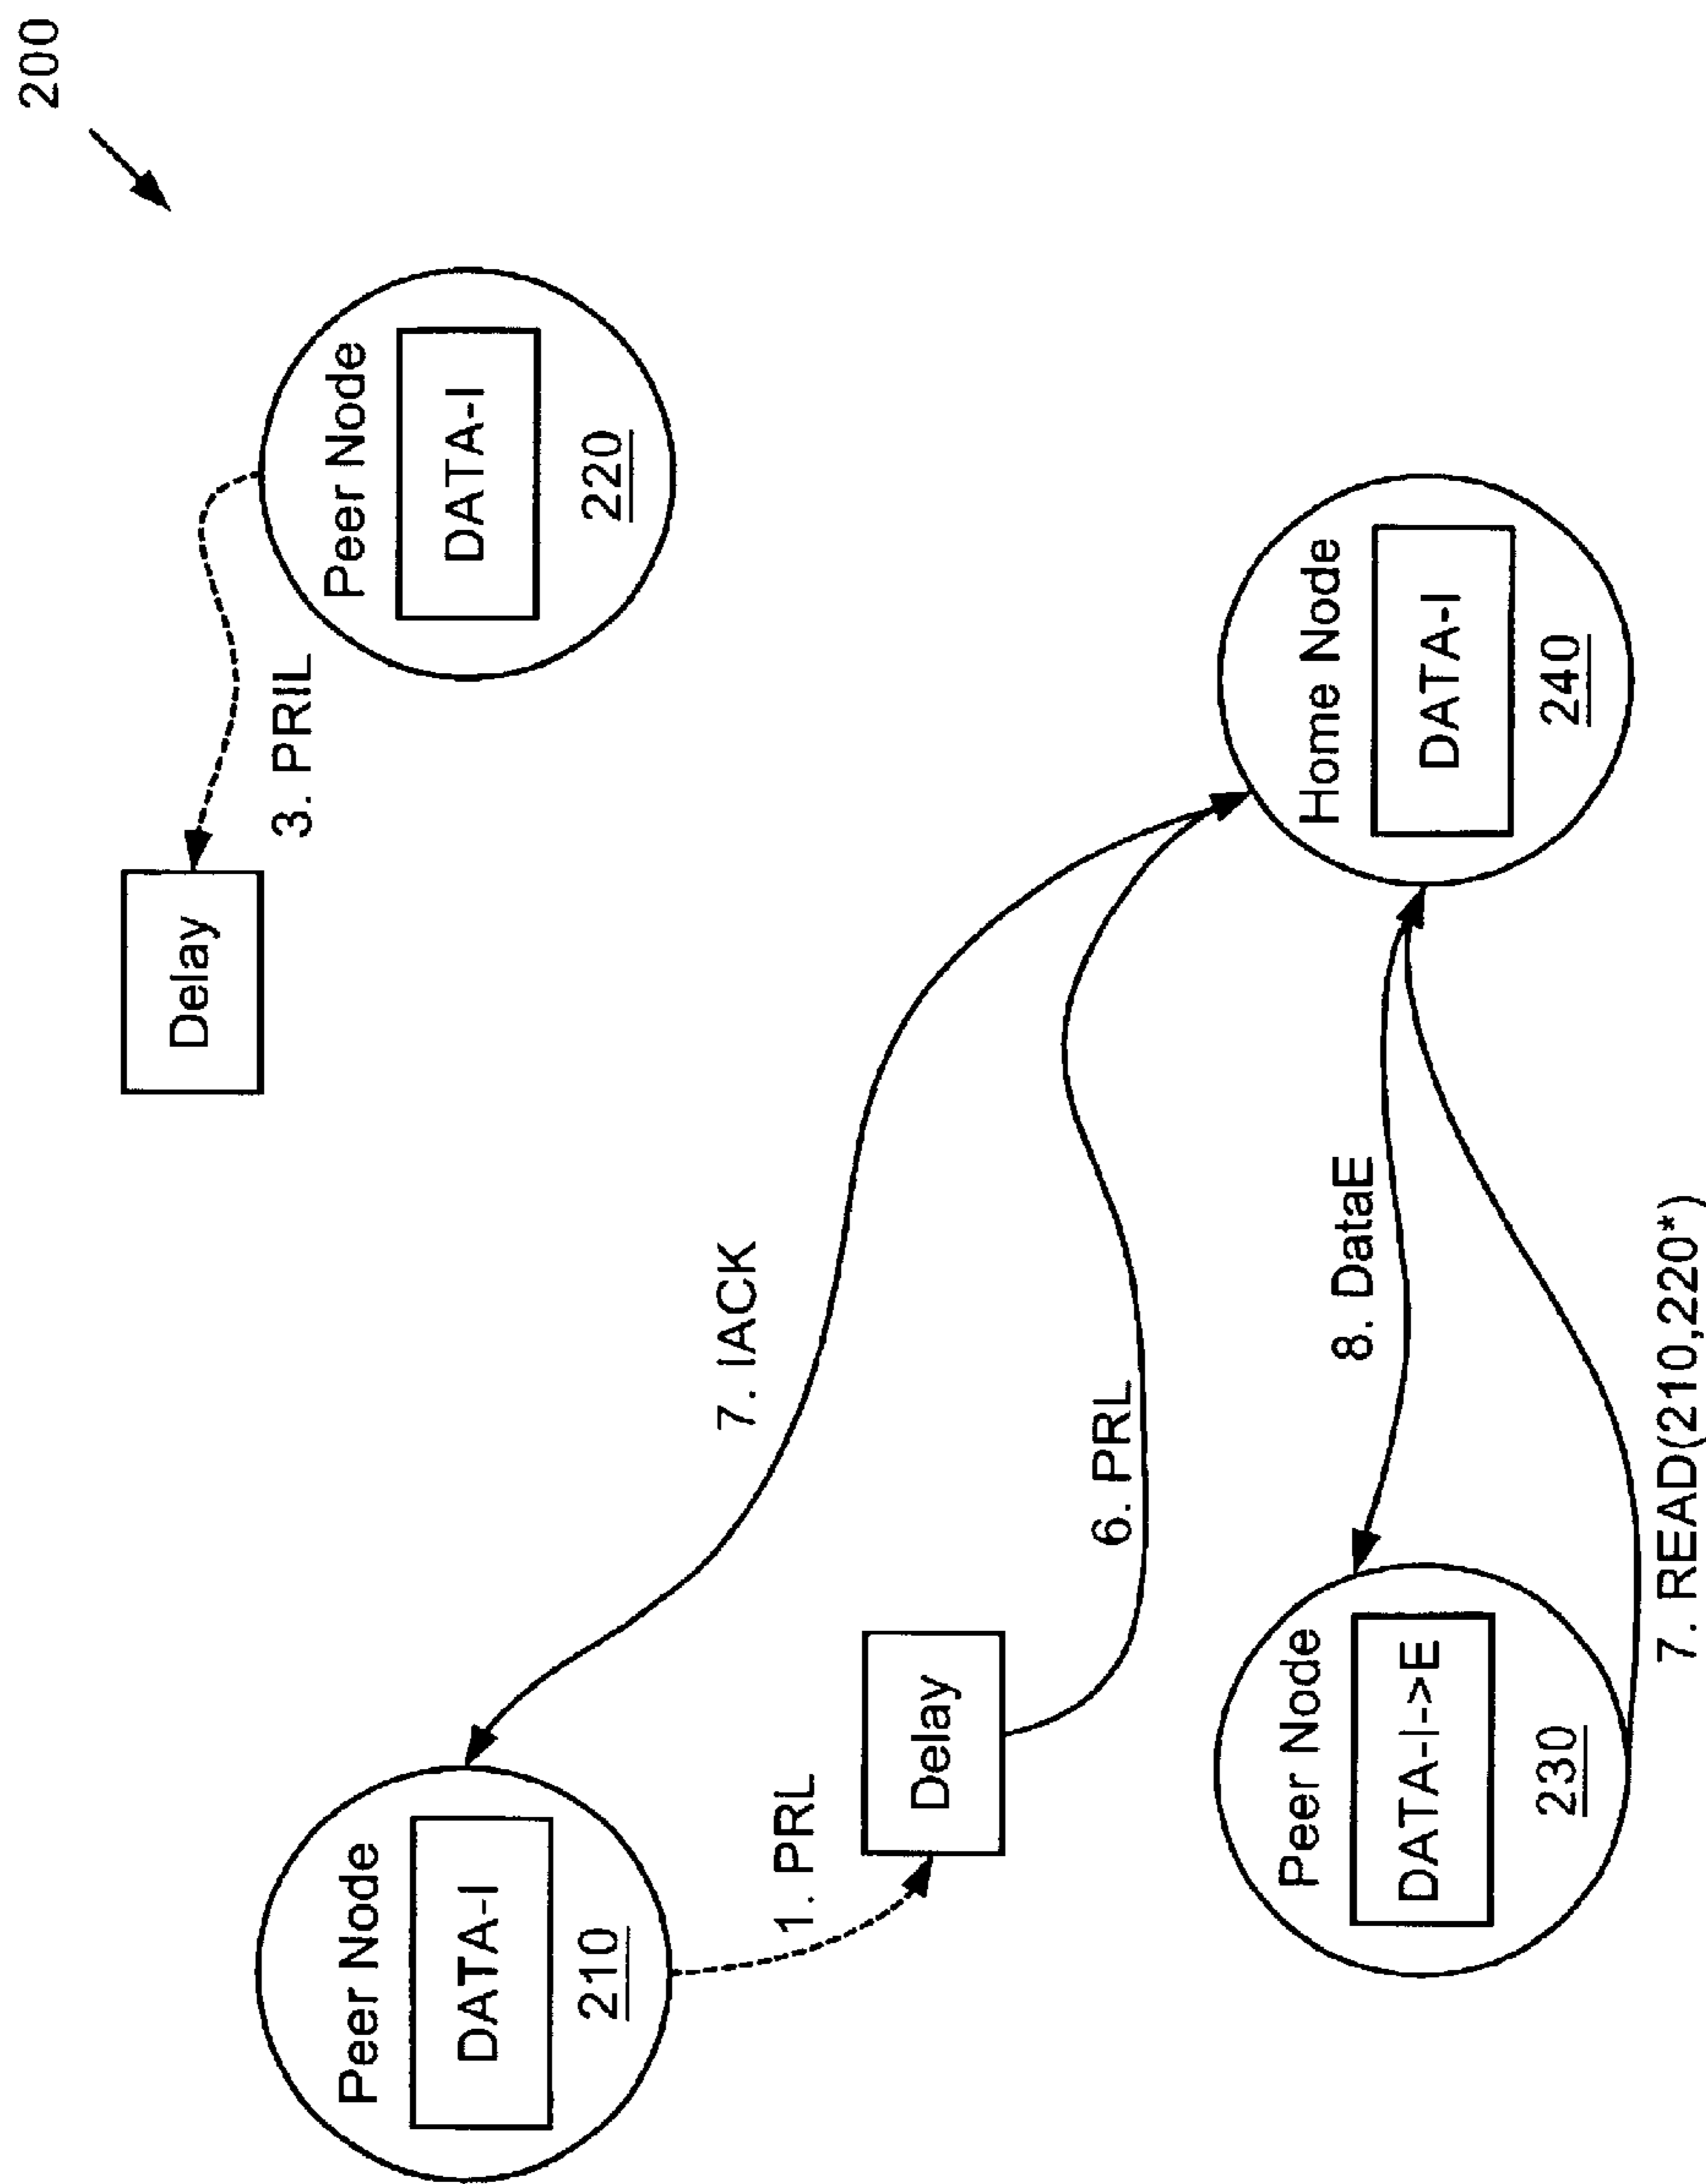 200
Peer Node
DATA-I
210
Peer Node
DATA-I
220
Delay
3. PRIL
7. IACK
1. PRL
Delay
6. PRL
8. DataE
Peer Node
DATA-I->E
230
Home Node
DATA-I
240
7. READ(210,220*)